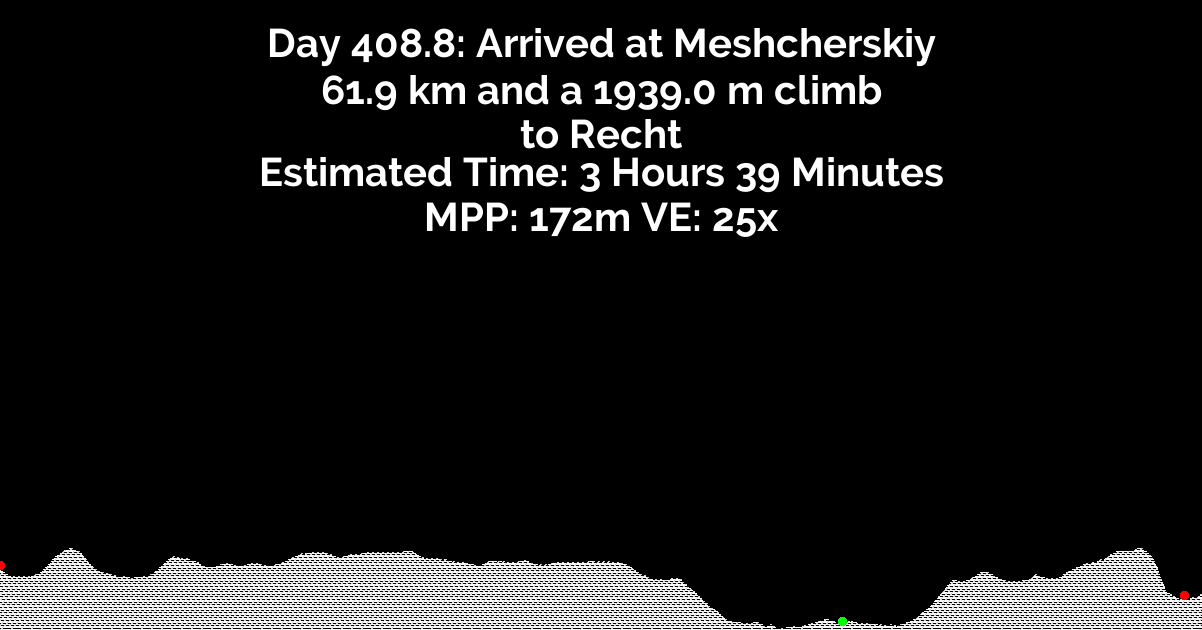 Day 408.8: Arrived at Meshcherskiy
61.9 km and a 1939.0 m climb
to Recht
Estimated Time: 3 Hours 39 Minutes
MPP: 172m VE: 25x